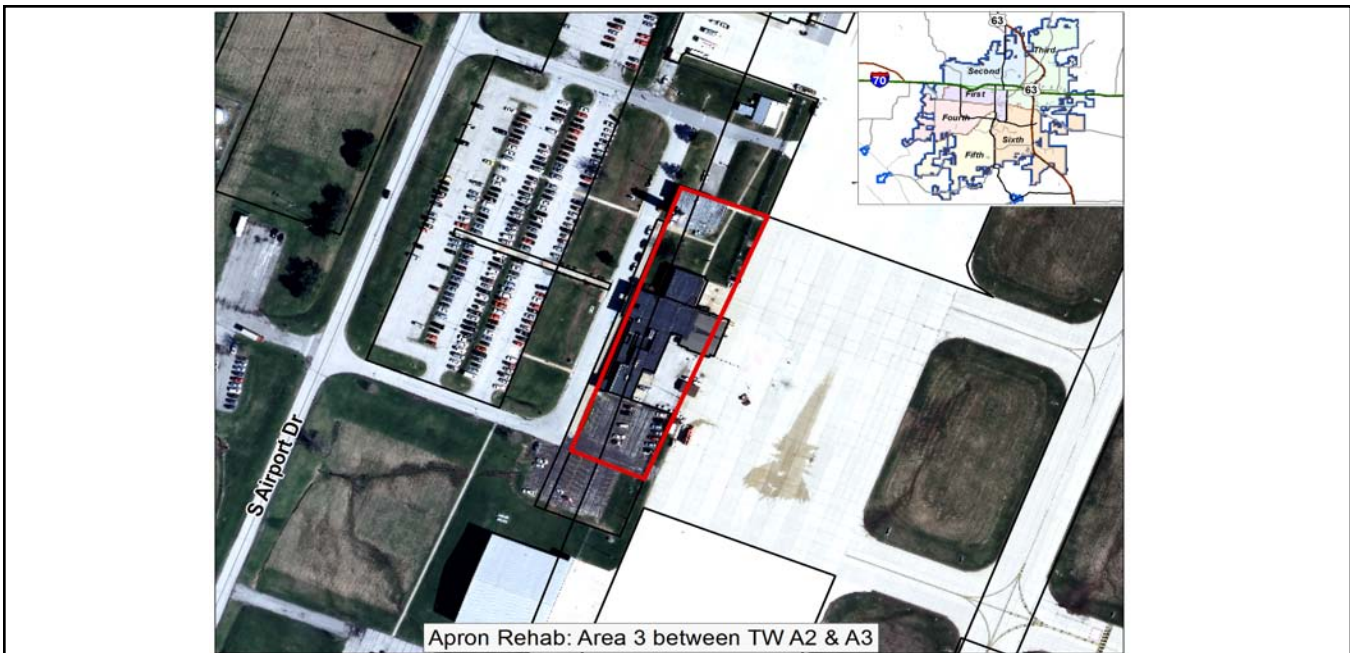 63
Third
Second
70
63
First
Fourth
Sixth
Fifth
S Airport Dr
Apron Rehab: Area 3 between TW A2 & A3